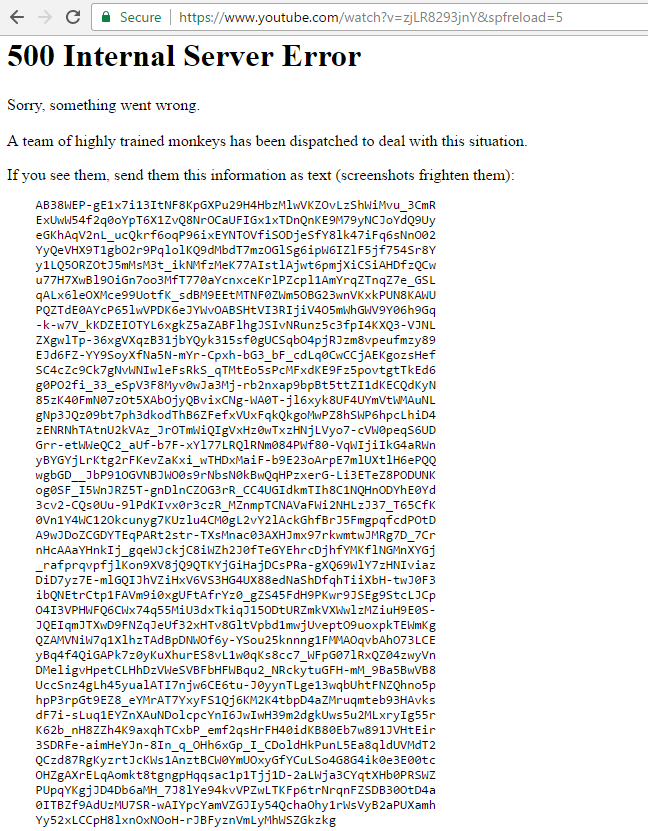 Secure | https://www.youtube.com/watch?v=zjLR8293jnY&spfreload=5
500 Internal Server Error
Sorry, something went wrong.
A team of highly trained monkeys has been dispatched to deal with this situation.
If you see them, send them this information as text (screenshots frighten them):
AB38WEP-gE1x7i13ItNF8KpGXPu29H4HbzMlwVKZOvLzShWiMvu_3CmR
ExUwW54f2q0oYpT6X1ZvQ8NrOCaUFIGx1xTDnQnKE9M79yNCJoYdQ9Uy
eGKhAqV2nL_ucQkrf6oqP96ixEYNTOVfiSODjeSfY8lk47iFq6sNnO02
YyQeVHX9T1gbO2r9PqlolKQ9dMbdT7mzOGlSg6ipW6IZlF5jf754Sr8Y
y1LQ5ORZOtJ5mMsM3t_ikNMfzMeK77AIstlAjwt6pmjXiCSiAHDfzQCw
u77H7XwBl9OiGn7oo3MfT770aYcnxceKrlPZcpl1AmYrqZTnqZ7e_GSL
qALx6leOXMce99UotfK_sdBM9EEtMTNF0ZWm5OBG23wnVKxkPUN8KAWU
PQZTdE0AYcP65lwVPDK6eJYWvOABSHtVI3RIjiV4O5mWhGWV9Y06h9Gq
-k-w7V_kKDZEIOTYL6xgkZ5aZABFlhgJSIvNRunz5c3fpI4KXQ3-VJNL
ZXgwlTp-36xgVXqzB31jbYQyk315sf0gUCSqbO4pjRJzm8vpeufmzy89
EJd6FZ-YY9SoyXfNa5N-mYr-Cpxh-bG3_bF_cdLq0CwCCjAEKgozsHef
SC4cZc9Ck7gNvWNIwleFsRkS_qTMtEo5sPcMFxdKE9Fz5povtgtTkEd6
g0PO2fi_33_eSpV3F8Myv0wJa3Mj-rb2nxap9bpBt5ttZI1dKECQdKyN
85zK40FmN07zOt5XAbOjyQBvixCNg-WA0T-jl6xyk8UF4UYmVtWMAuNL
gNp3JQz09bt7ph3dkodThB6ZFefxVUxFqkQkgoMwPZ8hSWP6hpcLhiD4
zENRNhTAtnU2kVAz_JrOTmWiQIgVxHz0wTxzHNjLVyo7-cVW0peqS6UD
Grr-etWWeQC2_aUf-b7F-xYl77LRQlRNm084PWf80-VqWIjiIkG4aRWn
yBYGYjLrKtg2rFKevZaKxi_wTHDxMaiF-b9E23oArpE7mlUXtlH6ePQQ
wgbGD__JbP91OGVNBJWO0s9rNbsN0kBwQqHPzxerG-Li3ETeZ8PODUNK
og0SF_I5WnJRZ5T-gnDlnCZOG3rR_CC4UGIdkmTIh8C1NQHnODYhE0Yd
3cv2-CQs0Uu-9lPdKIvx0r3czR_MZnmpTCNAVaFWi2NHLzJ37_T65CfK
0Vn1Y4WC12Okcunyg7KUzlu4CM0gL2vY2lAckGhfBrJ5FmgpqfcdPOtD
A9wJDoZCGDYTEqPARt2str-TXsMnac03AXHJmx97rkwmtwJMRg7D_7Cr
nHcAAaYHnkIj_gqeWJckjC8iWZh2J0fTeGYEhrcDjhfYMKflNGMnXYGj
_rafprqvpfjlKon9XV8jQ9QTKYjGiHajDCsPRa-gXQ69WlY7zHNIviaz
DiD7yz7E-mlGQIJhVZiHxV6VS3HG4UX88edNaShDfqhTiiXbH-twJ0F3
ibQNEtrCtp1FAVm9i0xgUFtAfrYz0_gZS45FdH9PKwr9JSEg9StcLJCp
O4I3VPHWFQ6CWx74q55MiU3dxTkiqJ15ODtURZmkVXWwlzMZiuH9E0S-
JQEIqmJTXwD9FNZqJeUf32xHTv8GltVpbd1mwjUveptO9uoxpkTEWmKg
QZAMVNiW7q1XlhzTAdBpDNWOf6y-YSou25knnng1FMMAOqvbAhO73LCE
yBq4f4QiGAPk7z0yKuXhurES8vL1w0qKs8cc7_WFpG07lRxQZ04zwyVn
DMeligvHpetCLHhDzVWeSVBFbHFWBqu2_NRckytuGFH-mM_9Ba5BwVB8
UccSnz4gLh45yualATI7njw6CE6tu-J0yynTLge13wqbUhtFNZQhno5p
hpP3rpGt9EZ8_eYMrAT7YxyFS1Qj6KM2K4tbpD4aZMruqmteb93HAvks
dF7i-sLuq1EYZnXAuNDolcpcYnI6JwIwH39m2dgkUws5u2MLxryIg55r
K62b_nH8ZZh4K9axqhTCxbP_emf2qsHrFH40idKB80Eb7w891JVHtEir
3SDRFe-aimHeYJn-8In_q_OHh6xGp_I_CDoldHkPunL5Ea8qldUVMdT2
QCzd87RgKyzrtJcKWs1AnztBCW0YmUOxyGfYCuLSo4G8G4ik0e3E00tc
OHZgAXrELqAomkt8tgngpHqqsac1p1Tjj1D-2aLWja3CYqtXHb0PRSWZ
PUpqYKgjJD4Db6aMH_7J8lYe94kvVPZwLTKFp6trNrqnFZSDB30OtD4a
0ITBZf9AdUzMU7SR-wAIYpcYamVZGJIy54QchaOhy1rWsVyB2aPUXamh
Yy52xLCCpH8lxnOxNOoH-rJBFyznVmLyMhWSZGkzkg